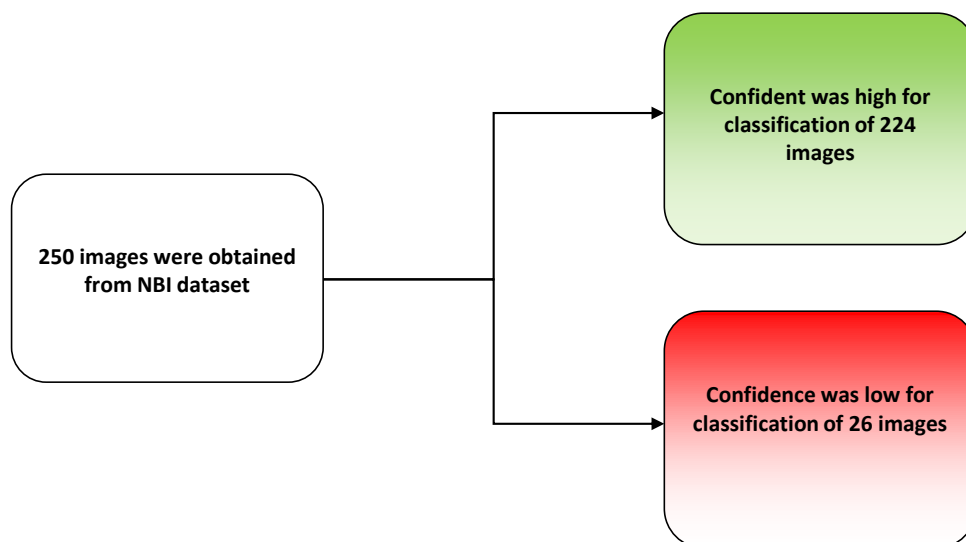 Confident was high for
classification of 224
images
250 images were obtained
from NBI dataset
Confidence was low for
classification of 26 images